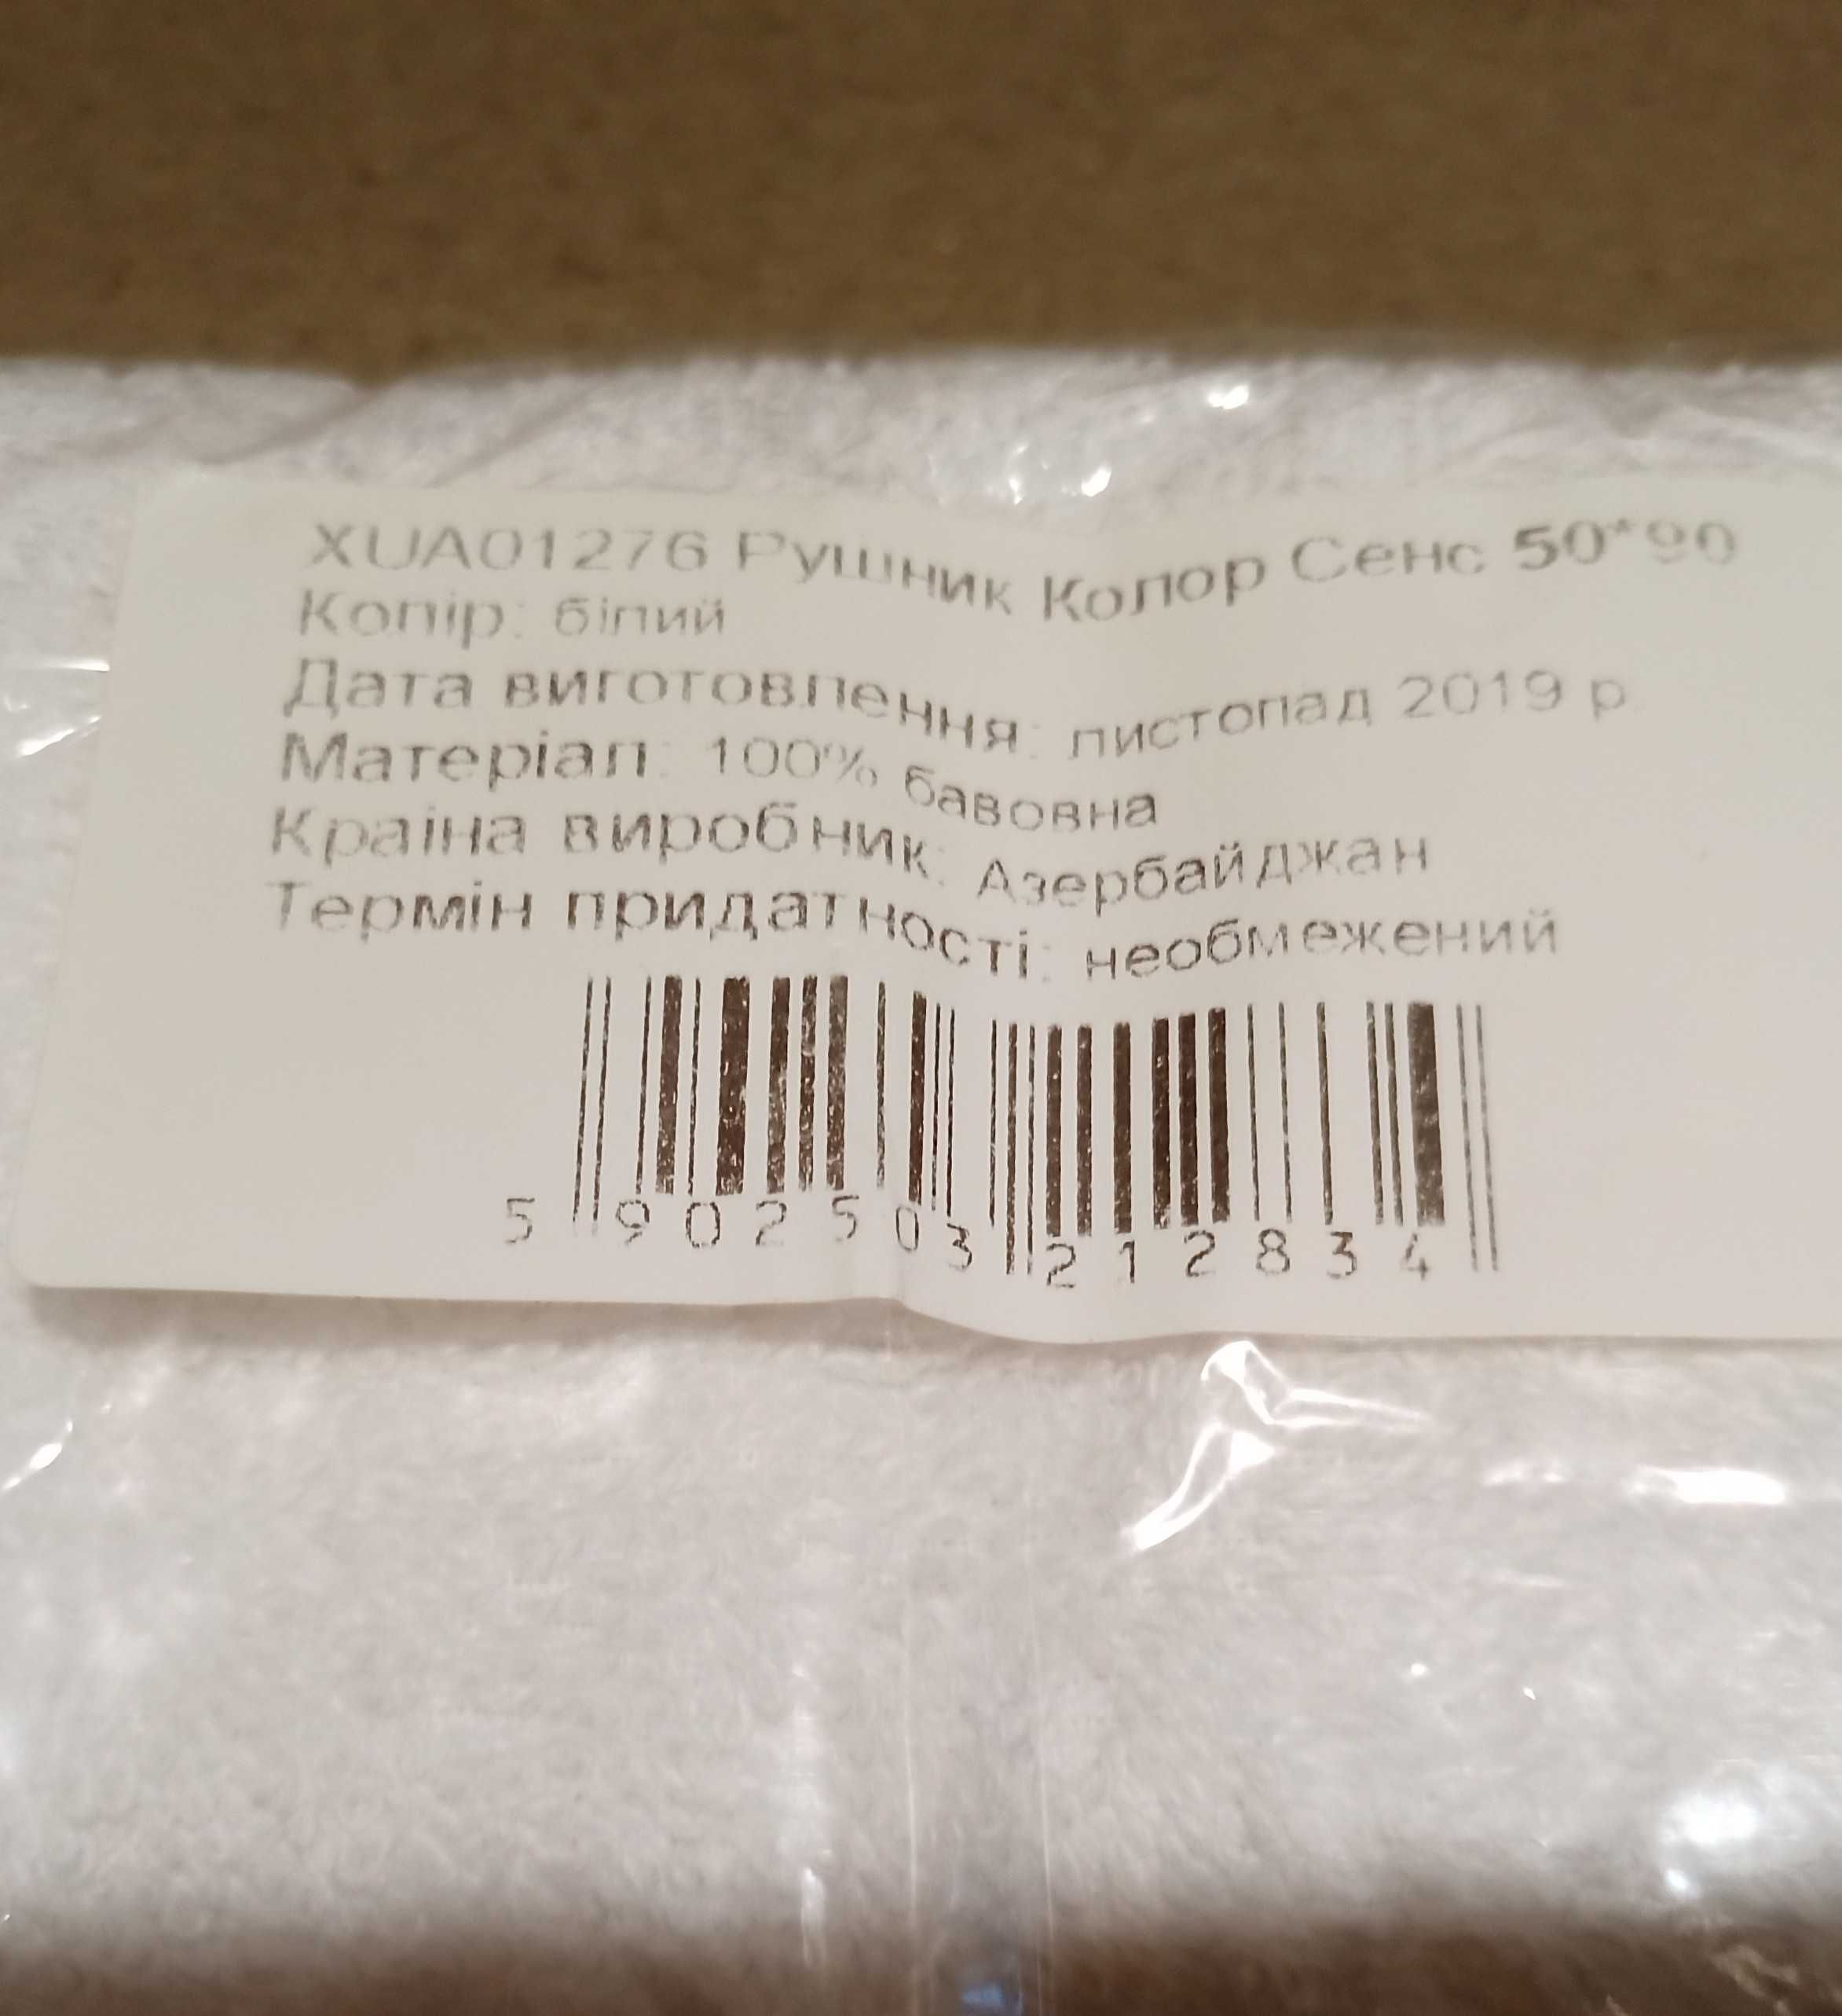 XUA01276 Рушник Колор Сенс 50*90
Колір: білий
Дата виготовлення: листопад 2019 р.
Матеріал: 100% бавовна
Країна виробник: Азербайджан
Термін придатності: необмежений
5 902503 212834